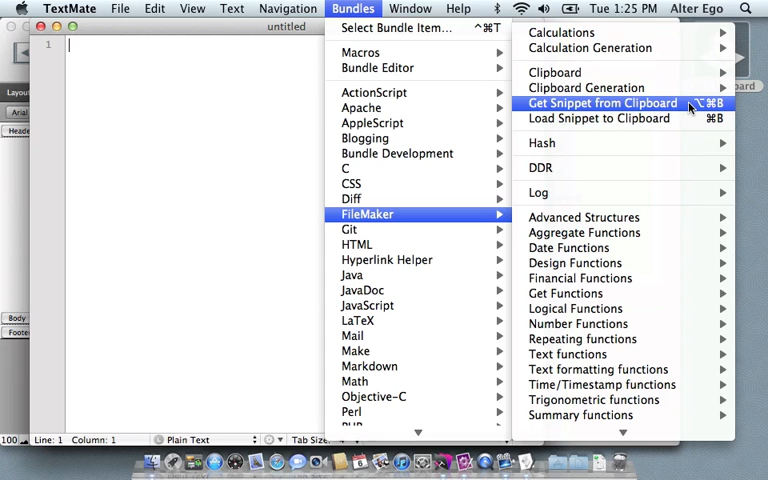 TextMate File Edit View Text Navigation Bundles Window Help Tue 1:25 PM Alter Ego
untitled
1
Layou
Arial
Heade
Body
Foote
100
Select Bundle Item... ^⌘T
Macros
Bundle Editor
ActionScript
Apache
AppleScript
Blogging
Bundle Development
C
CSS
Diff
FileMaker
Git
HTML
Hyperlink Helper
Java
JavaDoc
JavaScript
LaTeX
Mail
Make
Markdown
Math
Objective-C
Perl
Calculations
Calculation Generation
Clipboard
Clipboard Generation
Get Snippet from Clipboard ⌥⌘B
Load Snippet to Clipboard ⌘B
Hash
DDR
Log
Advanced Structures
Aggregate Functions
Date Functions
Design Functions
Financial Functions
Get Functions
Logical Functions
Number Functions
Repeating functions
Text functions
Text formatting functions
Time/Timestamp functions
Trigonometric functions
Summary functions
board
Line: 1 Column: 1 Plain Text Tab Size: